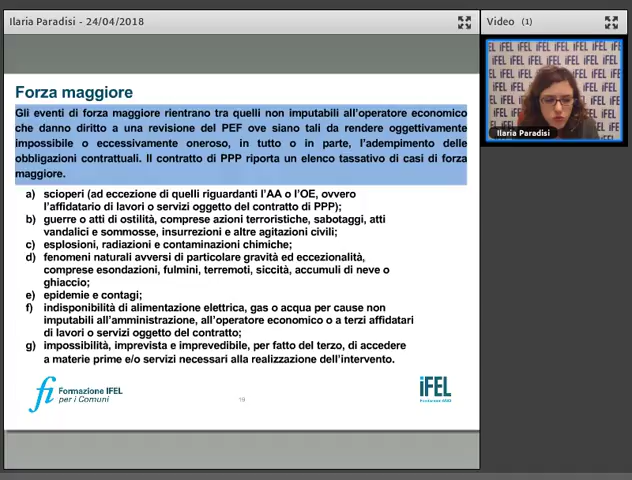 Ilaria Paradisi - 24/04/2018
Video (1)
Forza maggiore
Gli eventi di forza maggiore rientrano tra quelli non imputabili all'operatore economico
che danno diritto a una revisione del PEF ove siano tali da rendere oggettivamente
impossibile o eccessivamente oneroso, in tutto o in parte, l'adempimento delle
obbligazioni contrattuali. Il contratto di PPP riporta un elenco tassativo di casi di forza
maggiore.
a) scioperi (ad eccezione di quelli riguardanti l'AA o l'OE, ovvero
l'affidatario di lavori o servizi oggetto del contratto di PPP);
b) guerre o atti di ostilità, comprese azioni terroristiche, sabotaggi, atti
vandalici e sommosse, insurrezioni e altre agitazioni civili;
c) esplosioni, radiazioni e contaminazioni chimiche;
d) fenomeni naturali avversi di particolare gravità ed eccezionalità,
comprese esondazioni, fulmini, terremoti, siccità, accumuli di neve o
ghiaccio;
e) epidemie e contagi;
f) indisponibilità di alimentazione elettrica, gas o acqua per cause non
imputabili all'amministrazione, all'operatore economico o a terzi affidatari
di lavori o servizi oggetto del contratto;
g) impossibilità, imprevista e imprevedibile, per fatto del terzo, di accedere
a materie prime e/o servizi necessari alla realizzazione dell'intervento.
fi Formazione IFEL
per i Comuni
19
iFEL
Fondazione ANCI
Ilaria Paradisi